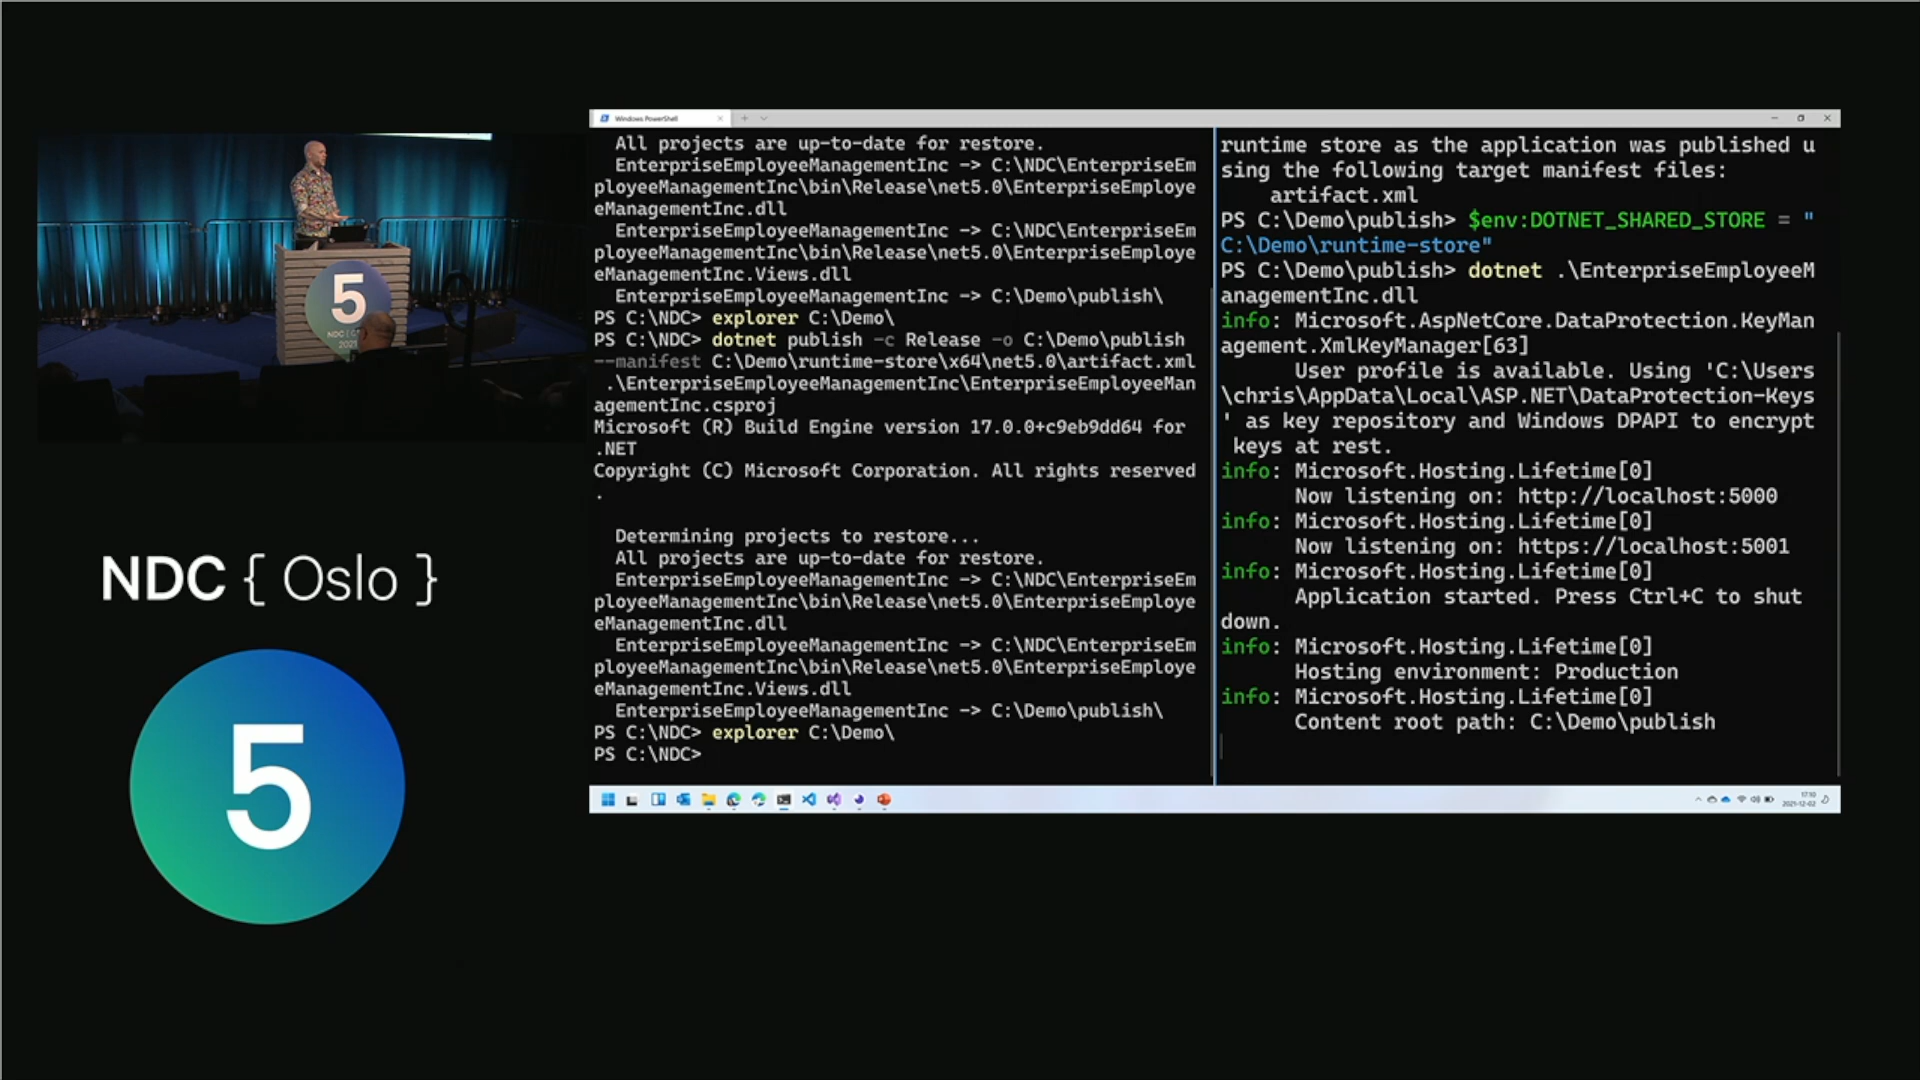 5
NDC { Oslo }
5
Windows PowerShell
All projects are up-to-date for restore.
EnterpriseEmployeeManagementInc -> C:\NDC\EnterpriseEm
ployeeManagementInc\bin\Release\net5.0\EnterpriseEmploye
eManagementInc.dll
EnterpriseEmployeeManagementInc -> C:\NDC\EnterpriseEm
ployeeManagementInc\bin\Release\net5.0\EnterpriseEmploye
eManagementInc.Views.dll
EnterpriseEmployeeManagementInc -> C:\Demo\publish\
PS C:\NDC> explorer C:\Demo\
PS C:\NDC> dotnet publish -c Release -o C:\Demo\publish
--manifest C:\Demo\runtime-store\x64\net5.0\artifact.xml
.\EnterpriseEmployeeManagementInc\EnterpriseEmployeeMan
agementInc.csproj
Microsoft (R) Build Engine version 17.0.0+c9eb9dd64 for
.NET
Copyright (C) Microsoft Corporation. All rights reserved
.
Determining projects to restore...
All projects are up-to-date for restore.
EnterpriseEmployeeManagementInc -> C:\NDC\EnterpriseEm
ployeeManagementInc\bin\Release\net5.0\EnterpriseEmploye
eManagementInc.dll
EnterpriseEmployeeManagementInc -> C:\NDC\EnterpriseEm
ployeeManagementInc\bin\Release\net5.0\EnterpriseEmploye
eManagementInc.Views.dll
EnterpriseEmployeeManagementInc -> C:\Demo\publish\
PS C:\NDC> explorer C:\Demo\
PS C:\NDC>
runtime store as the application was published u
sing the following target manifest files:
artifact.xml
PS C:\Demo\publish> $env:DOTNET_SHARED_STORE = "
C:\Demo\runtime-store"
PS C:\Demo\publish> dotnet .\EnterpriseEmployeeM
anagementInc.dll
info: Microsoft.AspNetCore.DataProtection.KeyMan
agement.XmlKeyManager[63]
User profile is available. Using 'C:\Users
\chris\AppData\Local\ASP.NET\DataProtection-Keys
' as key repository and Windows DPAPI to encrypt
keys at rest.
info: Microsoft.Hosting.Lifetime[0]
Now listening on: http://localhost:5000
info: Microsoft.Hosting.Lifetime[0]
Now listening on: https://localhost:5001
info: Microsoft.Hosting.Lifetime[0]
Application started. Press Ctrl+C to shut
down.
info: Microsoft.Hosting.Lifetime[0]
Hosting environment: Production
info: Microsoft.Hosting.Lifetime[0]
Content root path: C:\Demo\publish
17:10
2021-12-02